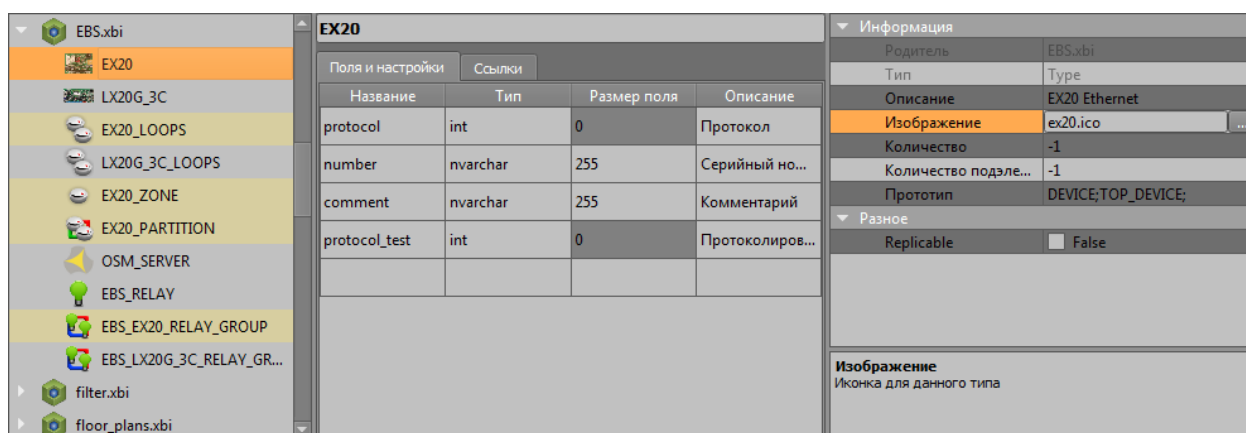 EBS.xbi
EX20
LX20G_3C
EX20_LOOPS
LX20G_3C_LOOPS
EX20_ZONE
EX20_PARTITION
OSM_SERVER
EBS_RELAY
EBS_EX20_RELAY_GROUP
EBS_LX20G_3C_RELAY_GR...
filter.xbi
floor_plans.xbi
EX20
Поля и настройки Ссылки
Название Тип Размер поля Описание
protocol int 0 Протокол
number nvarchar 255 Серийный но...
comment nvarchar 255 Комментарий
protocol_test int 0 Протоколиров...
Информация
Родитель EBS.xbi
Тип Type
Описание EX20 Ethernet
Изображение ex20.ico ...
Количество -1
Количество подэле... -1
Прототип DEVICE;TOP_DEVICE;
Разное
Replicable False
Изображение
Иконка для данного типа